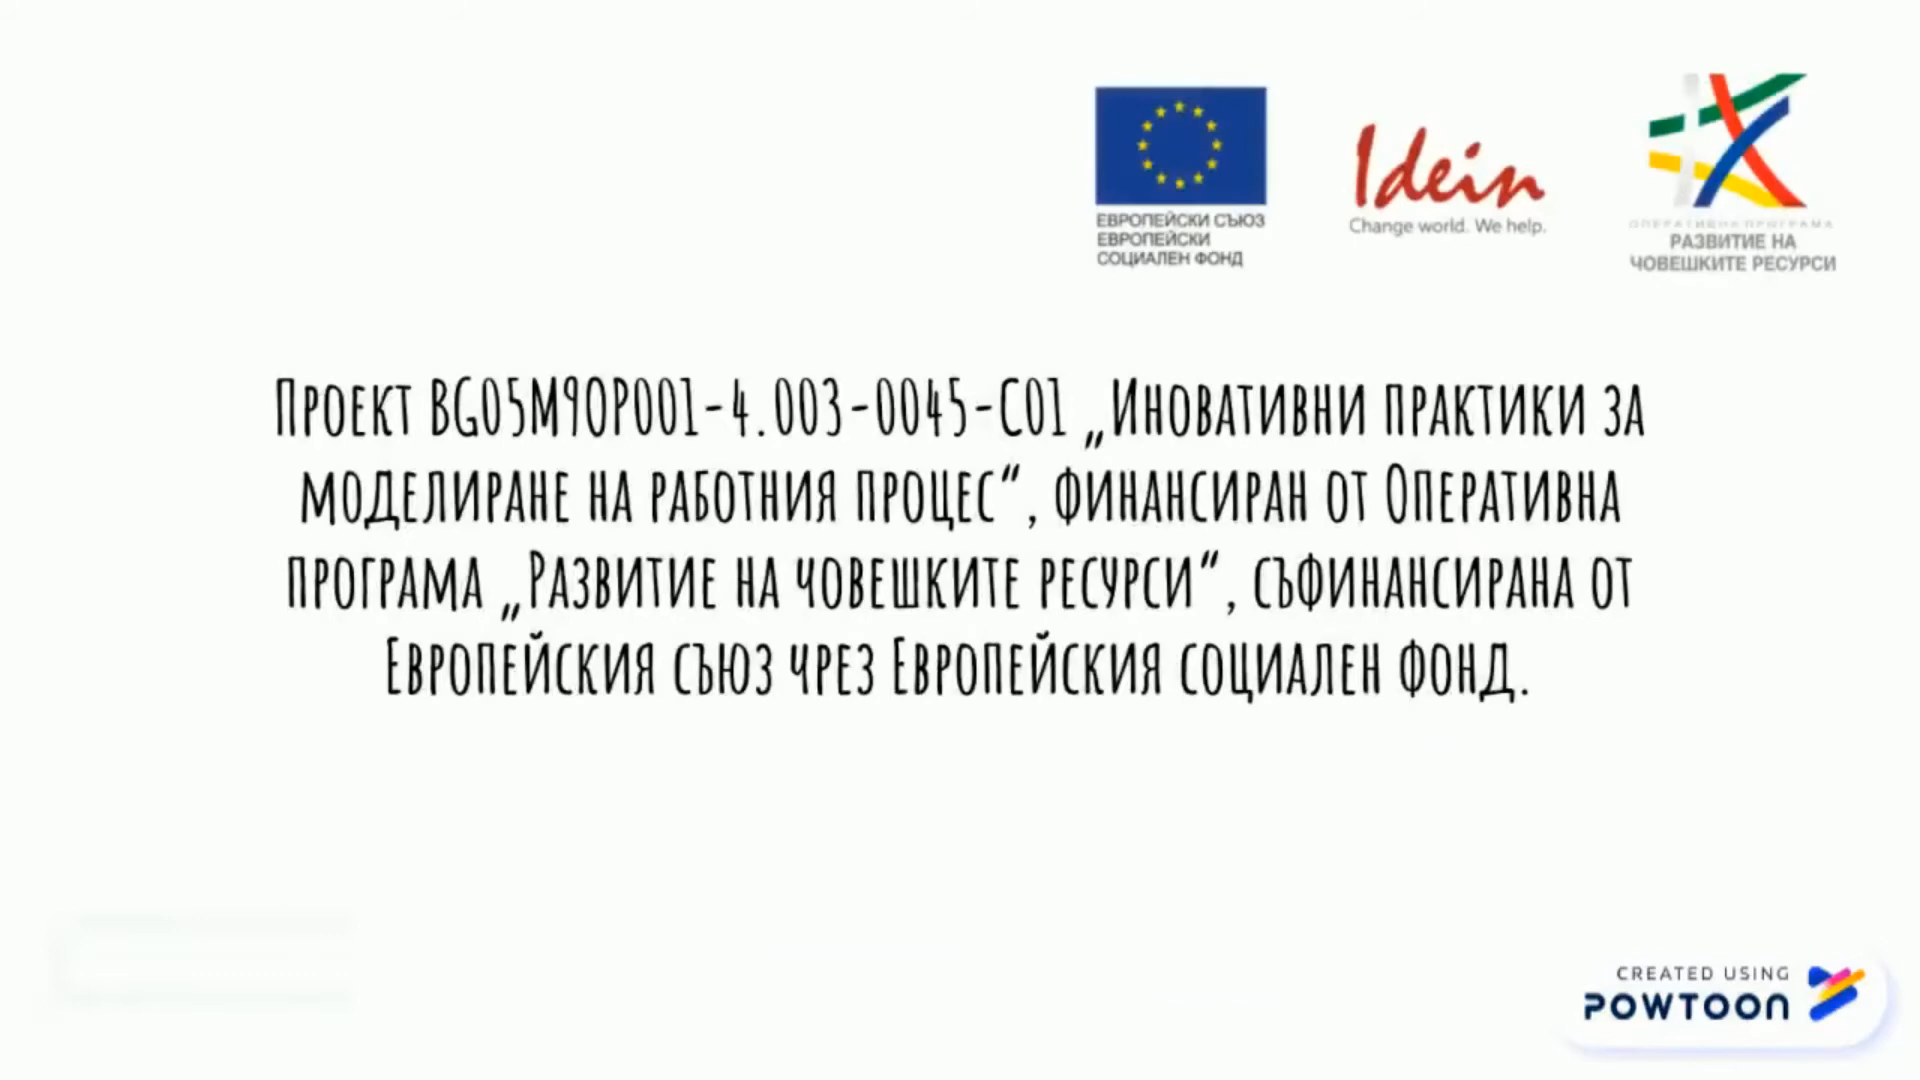 ЕВРОПЕЙСКИ СЪЮЗ
ЕВРОПЕЙСКИ
СОЦИАЛЕН ФОНД
Idein
Change world. We help.
ОПЕРАТИВНА ПРОГРАМА
РАЗВИТИЕ НА
ЧОВЕШКИТЕ РЕСУРСИ
Проект BG05M9OP001-4.003-0045-C01 „Иновативни практики за
моделиране на работния процес“, финансиран от Оперативна
програма „Развитие на човешките ресурси“, съфинансирана от
Европейския съюз чрез Европейския социален фонд.
CREATED USING
POWTOON